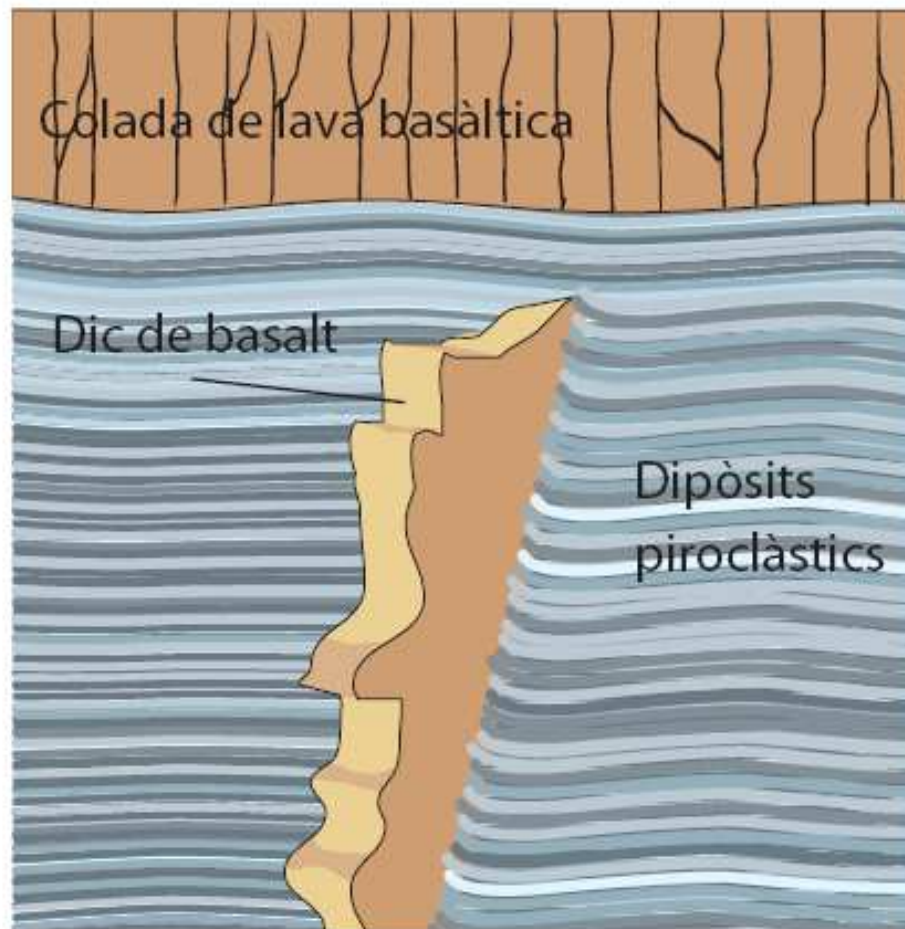 Colada de lava basàltica
Dic de basalt
Dipòsits
piroclàstics